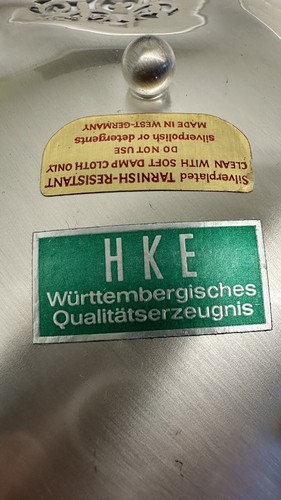 Silverplated TARNISH-RESISTANT
CLEAN WITH SOFT DAMP CLOTH ONLY
DO NOT USE
silverpolish or detergents
MADE IN WEST-GERMANY
HKE
Württembergisches
Qualitätserzeugnis